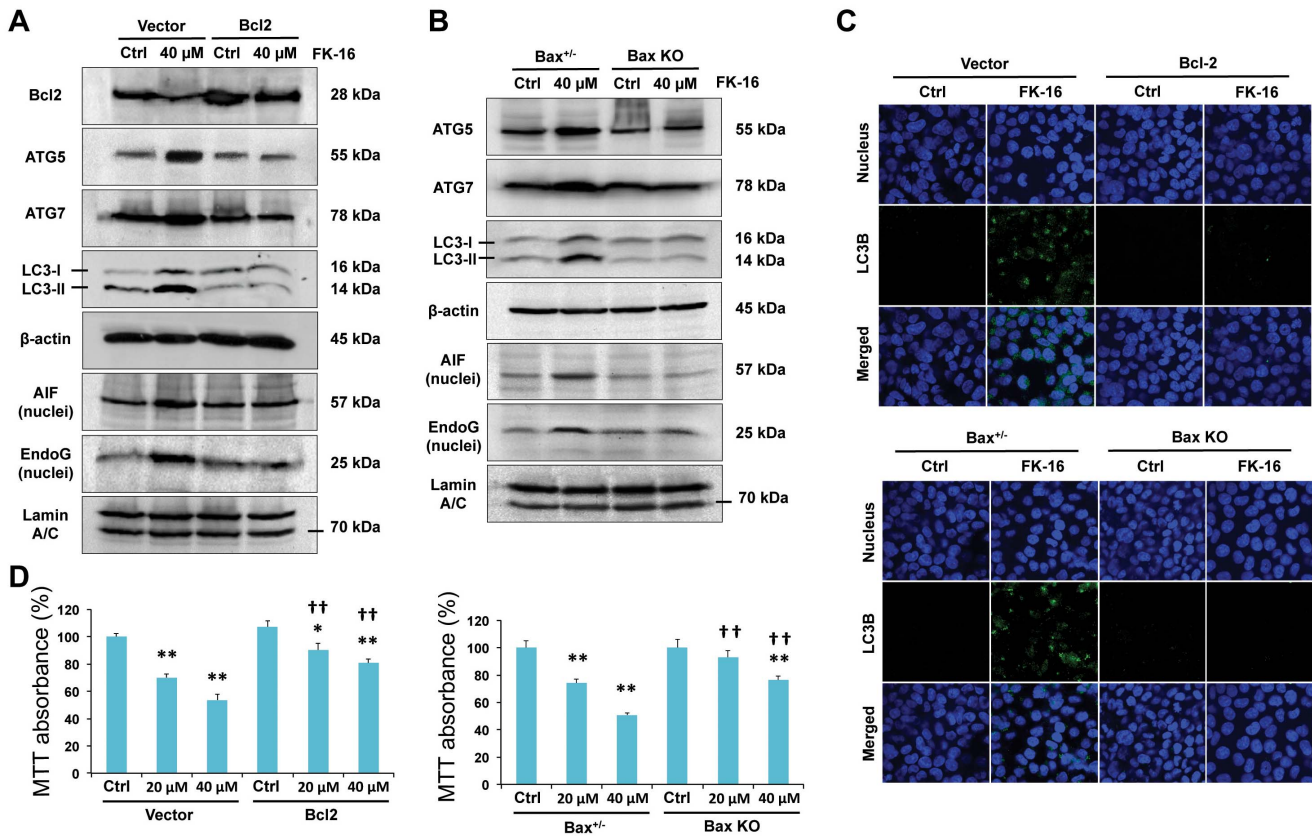 A
Vector Bcl2
Ctrl 40 µM Ctrl 40 µM FK-16
Bcl2 28 kDa
ATG5 55 kDa
ATG7 78 kDa
LC3-I 16 kDa
LC3-II 14 kDa
β-actin 45 kDa
AIF
(nuclei) 57 kDa
EndoG
(nuclei) 25 kDa
Lamin
A/C 70 kDa
B
Bax+/- Bax KO
Ctrl 40 µM Ctrl 40 µM FK-16
ATG5 55 kDa
ATG7 78 kDa
LC3-I 16 kDa
LC3-II 14 kDa
β-actin 45 kDa
AIF
(nuclei) 57 kDa
EndoG
(nuclei) 25 kDa
Lamin
A/C 70 kDa
C
Vector Bcl-2
Ctrl FK-16 Ctrl FK-16
Nucleus
LC3B
Merged
Bax+/- Bax KO
Ctrl FK-16 Ctrl FK-16
Nucleus
LC3B
Merged
D
MTT absorbance (%)
120
100
80
60
40
20
0
** ** †† * †† **
Ctrl 20 µM 40 µM Ctrl 20 µM 40 µM
Vector Bcl2
MTT absorbance (%)
120
100
80
60
40
20
0
** ** †† †† **
Ctrl 20 µM 40 µM Ctrl 20 µM 40 µM
Bax+/- Bax KO